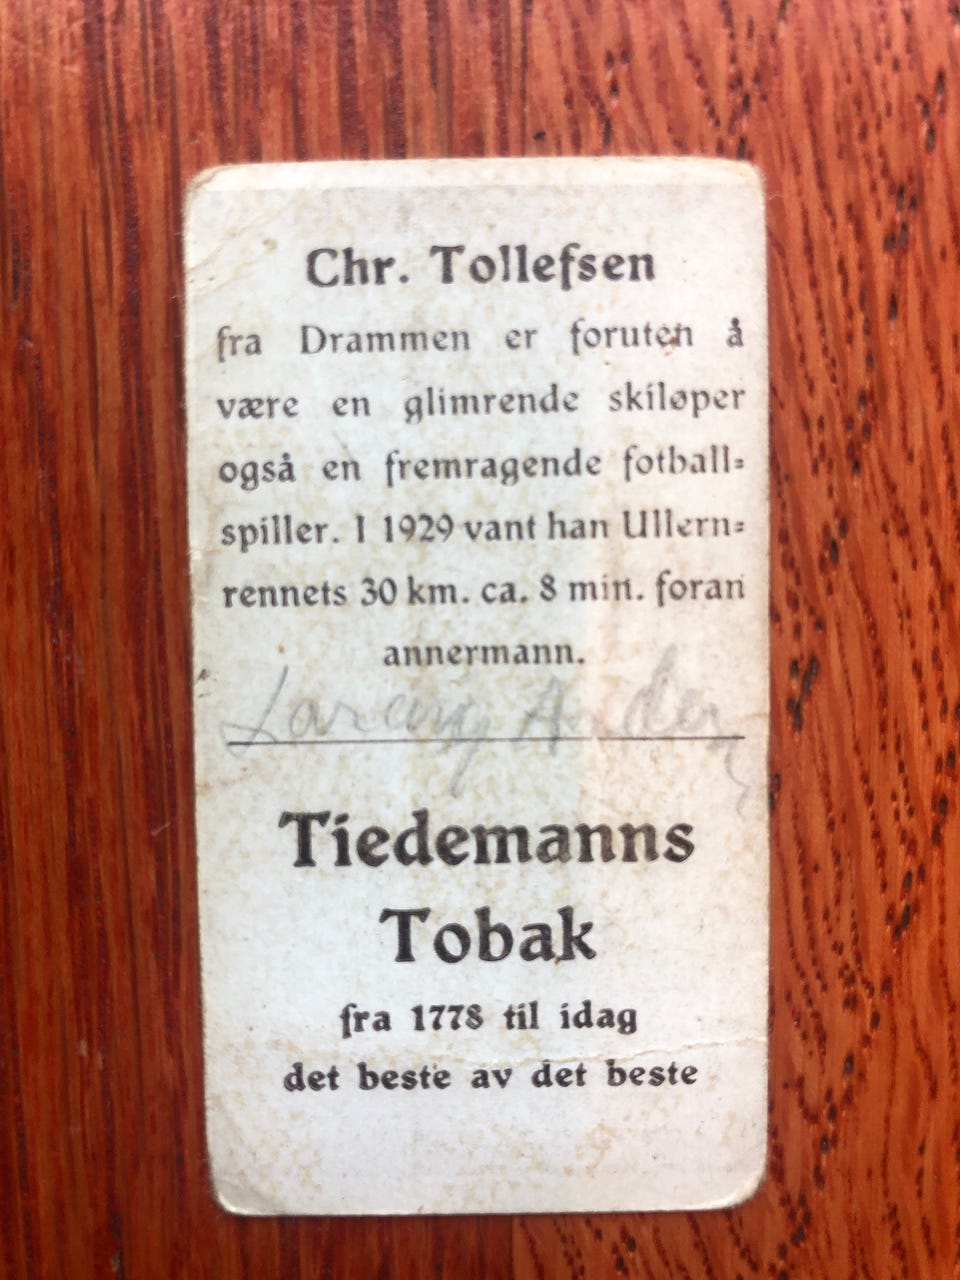 Chr. Tollefsen
fra Drammen er foruten å
være en glimrende skiløper
også en fremragende fotball-
spiller. I 1929 vant han Ullern-
rennets 30 km. ca. 8 min. foran
annermann.
Tiedemanns
Tobak
fra 1778 til idag
det beste av det beste